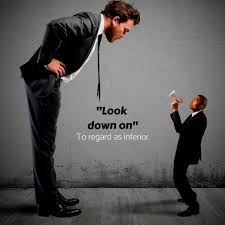 "Look
down on"
To regard as inferior